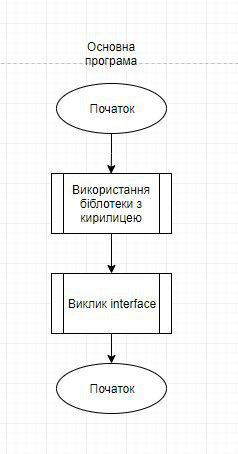 Основна
програма
Початок
Використання
біблотеки з
кирилицею
Виклик interface
Початок